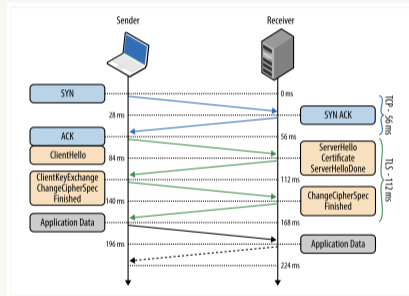 Sender
Receiver
SYN
0 ms
28 ms
SYN ACK
TCP - 56 ms
ACK
56 ms
ClientHello
84 ms
ServerHello
Certificate
ServerHelloDone
ClientKeyExchange
ChangeCipherSpec
Finished
112 ms
TLS - 112 ms
140 ms
ChangeCipherSpec
Finished
Application Data
168 ms
196 ms
Application Data
224 ms